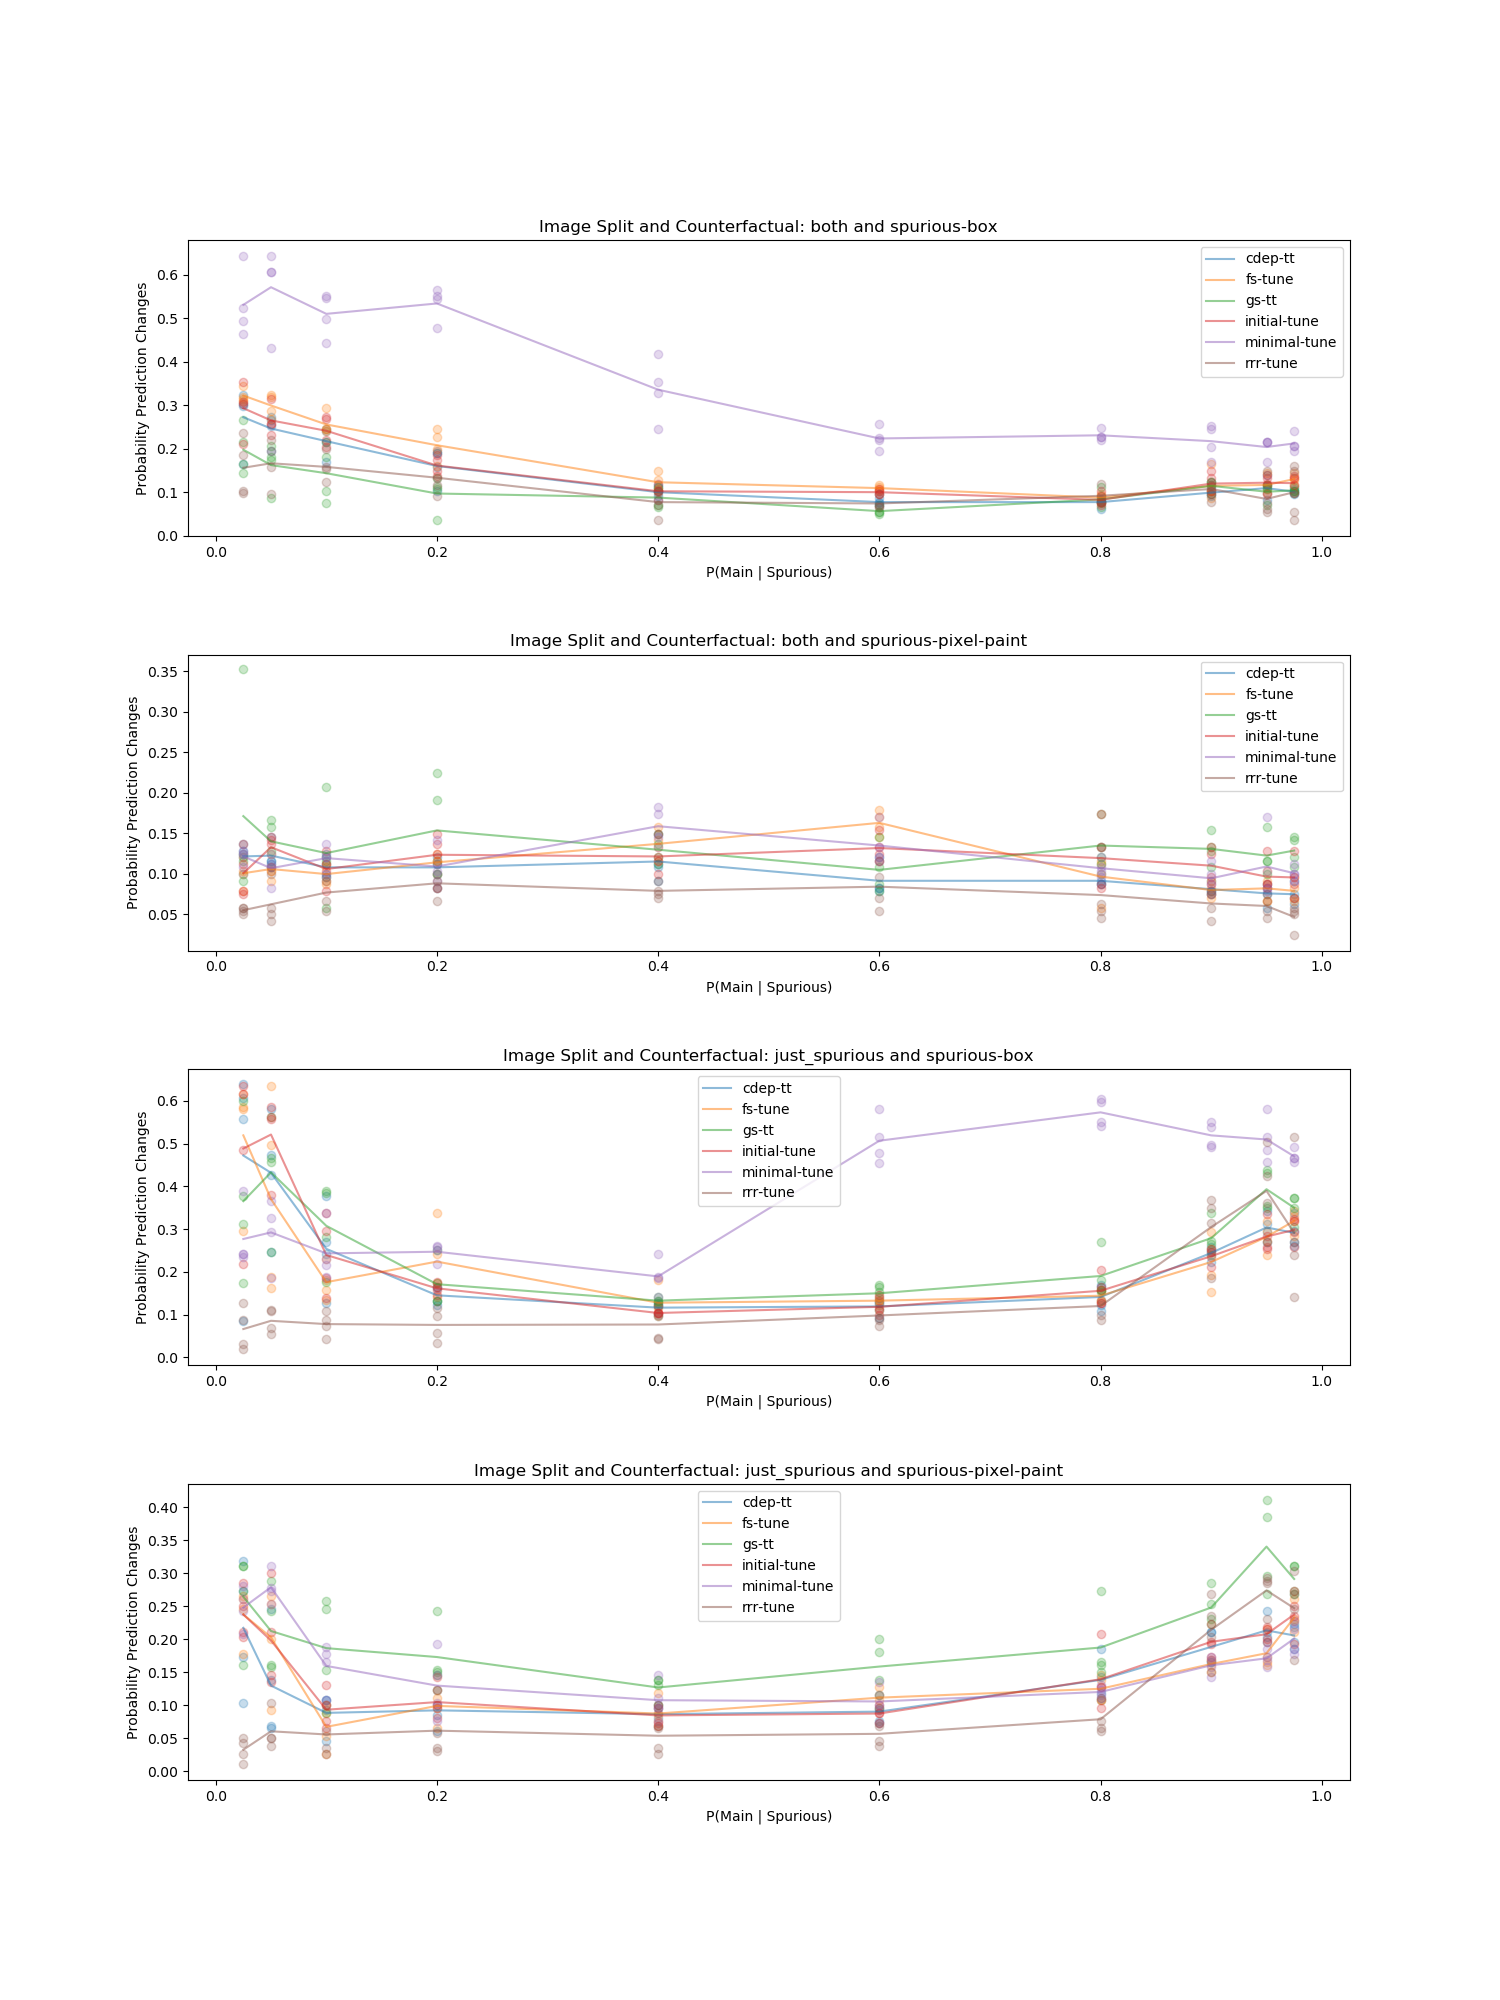 Image Split and Counterfactual: both and spurious-box
Probability Prediction Changes
0.6
0.5
0.4
0.3
0.2
0.1
0.0
cdep-tt
fs-tune
gs-tt
initial-tune
minimal-tune
rrr-tune
0.0 0.2 0.4 0.6 0.8 1.0
P(Main | Spurious)
Image Split and Counterfactual: both and spurious-pixel-paint
Probability Prediction Changes
0.35
0.30
0.25
0.20
0.15
0.10
0.05
cdep-tt
fs-tune
gs-tt
initial-tune
minimal-tune
rrr-tune
0.0 0.2 0.4 0.6 0.8 1.0
P(Main | Spurious)
Image Split and Counterfactual: just_spurious and spurious-box
Probability Prediction Changes
0.6
0.5
0.4
0.3
0.2
0.1
0.0
cdep-tt
fs-tune
gs-tt
initial-tune
minimal-tune
rrr-tune
0.0 0.2 0.4 0.6 0.8 1.0
P(Main | Spurious)
Image Split and Counterfactual: just_spurious and spurious-pixel-paint
Probability Prediction Changes
0.40
0.35
0.30
0.25
0.20
0.15
0.10
0.05
0.00
cdep-tt
fs-tune
gs-tt
initial-tune
minimal-tune
rrr-tune
0.0 0.2 0.4 0.6 0.8 1.0
P(Main | Spurious)